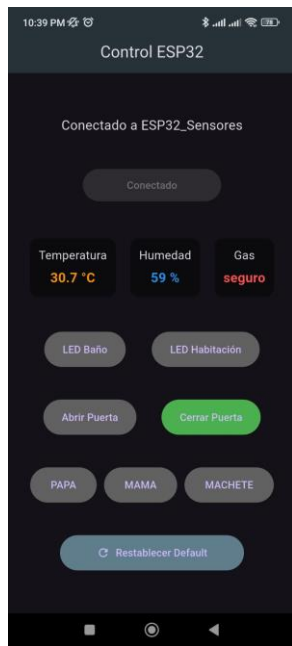 10:39 PM
78
Control ESP32
Conectado a ESP32_Sensores
Conectado
Temperatura Humedad Gas
30.7 °C 59 % seguro
LED Baño LED Habitación
Abrir Puerta Cerrar Puerta
PAPA MAMA MACHETE
Restablecer Default